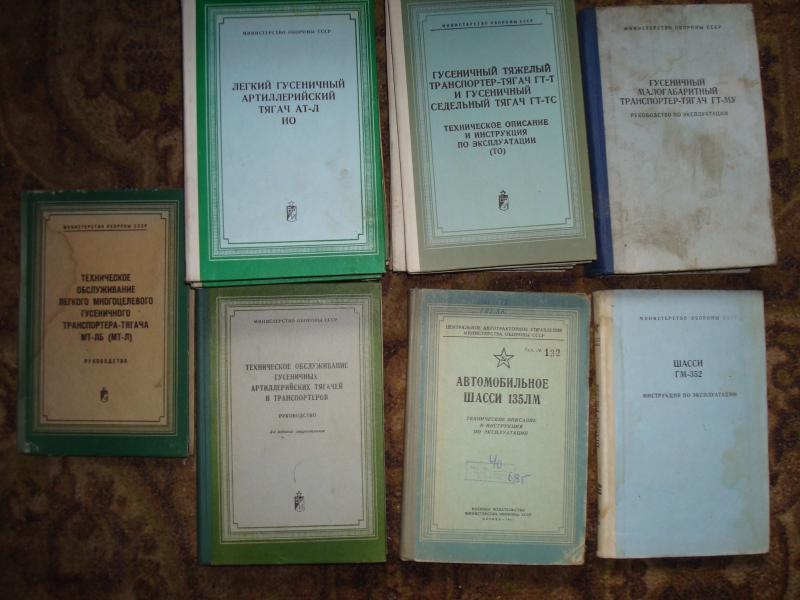 МИНИСТЕРСТВО ОБОРОНЫ СССР
ЛЕГКИЙ ГУСЕНИЧНЫЙ
АРТИЛЛЕРИЙСКИЙ
ТЯГАЧ АТ-Л
ИО
МИНИСТЕРСТВО ОБОРОНЫ СССР
ГУСЕНИЧНЫЙ ТЯЖЕЛЫЙ
ТРАНСПОРТЕР-ТЯГАЧ ГТ-Т
И ГУСЕНИЧНЫЙ
СЕДЕЛЬНЫЙ ТЯГАЧ ГТ-ТС
ТЕХНИЧЕСКОЕ ОПИСАНИЕ
И ИНСТРУКЦИЯ
ПО ЭКСПЛУАТАЦИИ
(ТО)
МИНИСТЕРСТВО ОБОРОНЫ СССР
ГУСЕНИЧНЫЙ
МАЛОГАБАРИТНЫЙ
ТРАНСПОРТЕР-ТЯГАЧ ГТ-МУ
РУКОВОДСТВО ПО ЭКСПЛУАТАЦИИ
МИНИСТЕРСТВО ОБОРОНЫ СССР
ТЕХНИЧЕСКОЕ
ОБСЛУЖИВАНИЕ
ЛЕГКОГО МНОГОЦЕЛЕВОГО
ГУСЕНИЧНОГО
ТРАНСПОРТЕРА-ТЯГАЧА
МТ-ЛБ (МТ-Л)
РУКОВОДСТВО
МИНИСТЕРСТВО ОБОРОНЫ СССР
ТЕХНИЧЕСКОЕ ОБСЛУЖИВАНИЕ
ГУСЕНИЧНЫХ
АРТИЛЛЕРИЙСКИХ ТЯГАЧЕЙ
И ТРАНСПОРТЕРОВ
РУКОВОДСТВО
ЦЕНТРАЛЬНОЕ АВТОТРАКТОРНОЕ УПРАВЛЕНИЕ
МИНИСТЕРСТВА ОБОРОНЫ СССР
Экз. № 132
АВТОМОБИЛЬНОЕ
ШАССИ 135ЛМ
ТЕХНИЧЕСКОЕ ОПИСАНИЕ
И ИНСТРУКЦИЯ
ПО ЭКСПЛУАТАЦИИ
ВОЕННОЕ ИЗДАТЕЛЬСТВО
МИНИСТЕРСТВА ОБОРОНЫ СССР
МИНИСТЕРСТВО ОБОРОНЫ СССР
ШАССИ
ГМ-352
ИНСТРУКЦИЯ ПО ЭКСПЛУАТАЦИИ